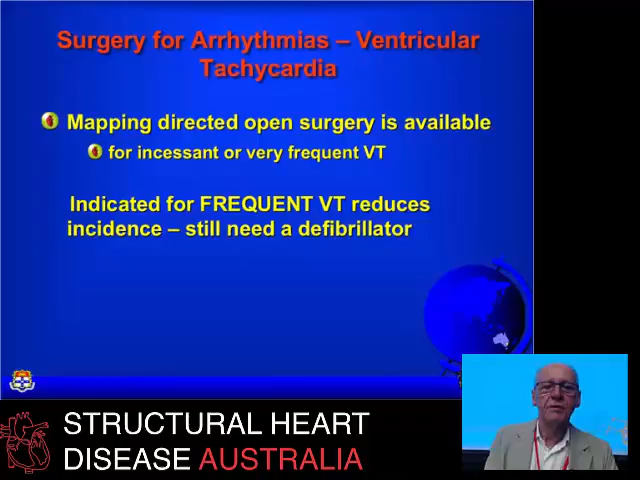 Surgery for Arrhythmias – Ventricular
Tachycardia
Mapping directed open surgery is available
for incessant or very frequent VT
Indicated for FREQUENT VT reduces
incidence – still need a defibrillator
STRUCTURAL HEART
DISEASE AUSTRALIA